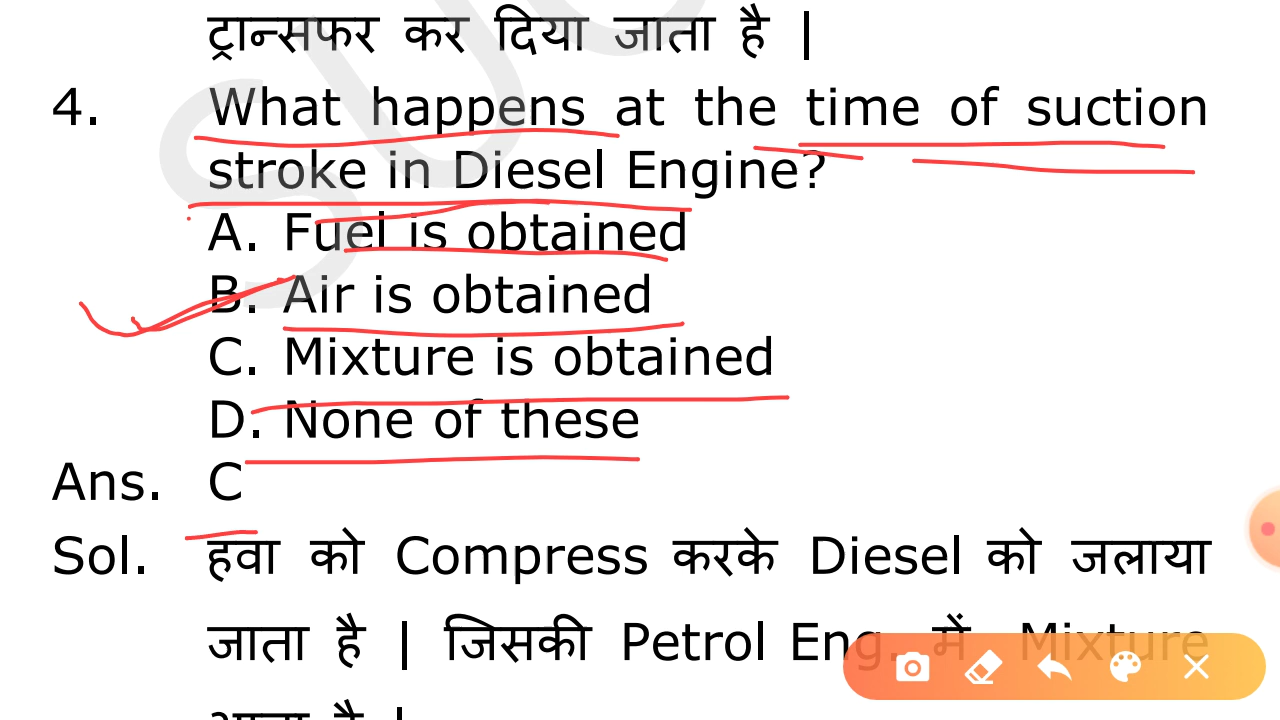 ट्रान्सफर कर दिया जाता है |
4. What happens at the time of suction
stroke in Diesel Engine?
A. Fuel is obtained
B. Air is obtained
C. Mixture is obtained
D. None of these
Ans. C
Sol. हवा को Compress करके Diesel को जलाया
जाता है | जिसकी Petrol Eng. में Mixture